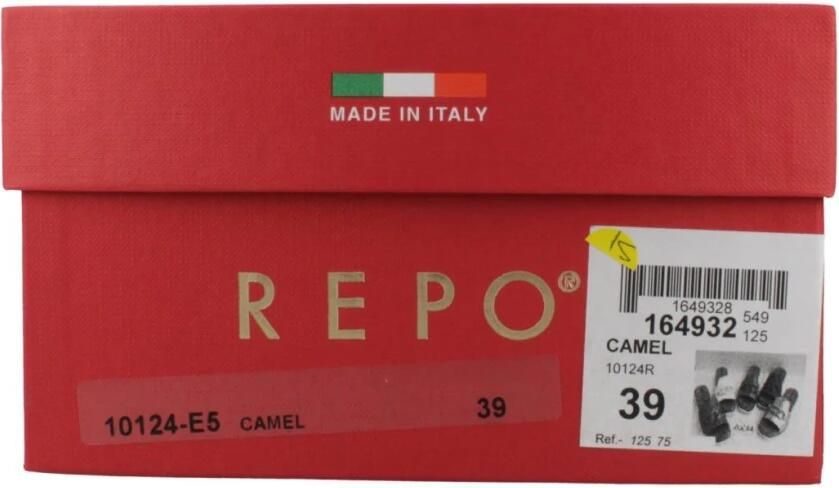 MADE IN ITALY
REPO®
10124-E5 CAMEL 39
1649328
164932 549
125
CAMEL
10124R
39
Ref.- 125 75